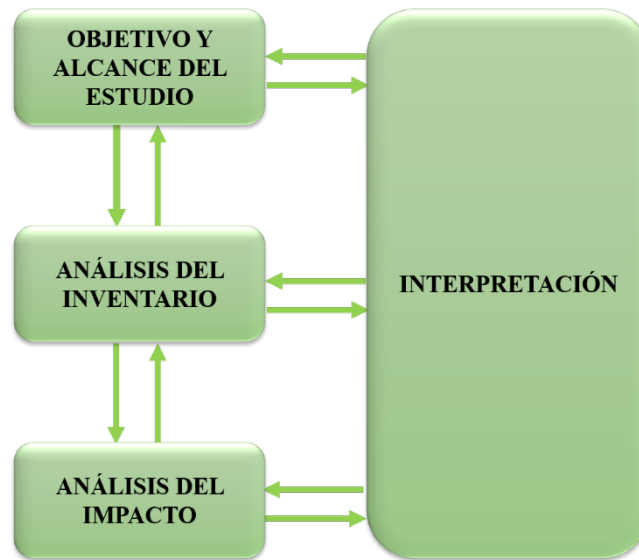 OBJETIVO Y
ALCANCE DEL
ESTUDIO
ANÁLISIS DEL
INVENTARIO
ANÁLISIS DEL
IMPACTO
INTERPRETACIÓN